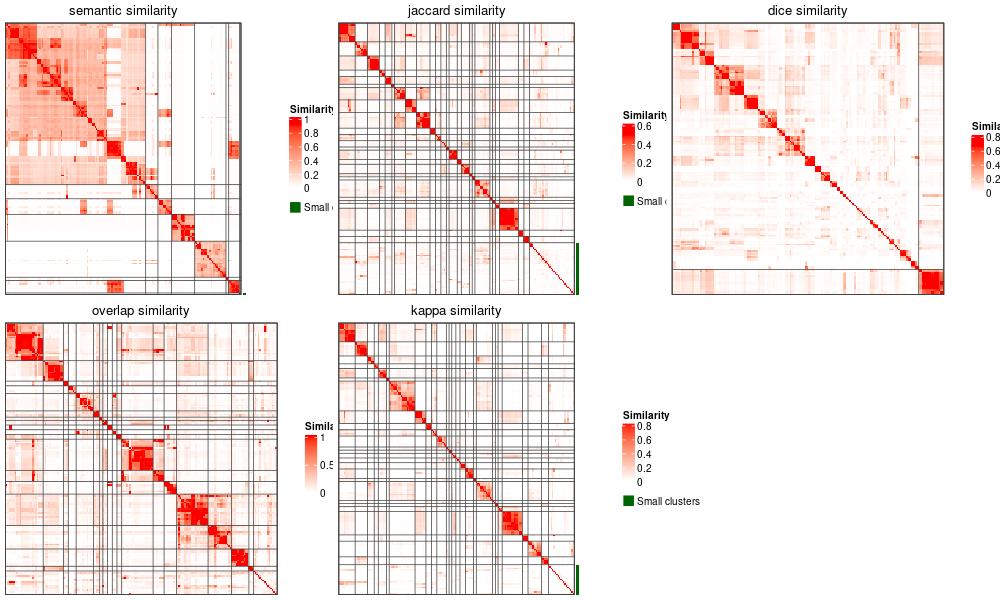 semantic similarity
Similarity
1
0.8
0.6
0.4
0.2
0
Small c
jaccard similarity
Similarity
0.6
0.4
0.2
0
Small c
dice similarity
Simila
0.8
0.6
0.4
0.2
0
overlap similarity
Simila
1
0.5
0
kappa similarity
Similarity
0.8
0.6
0.4
0.2
0
Small clusters